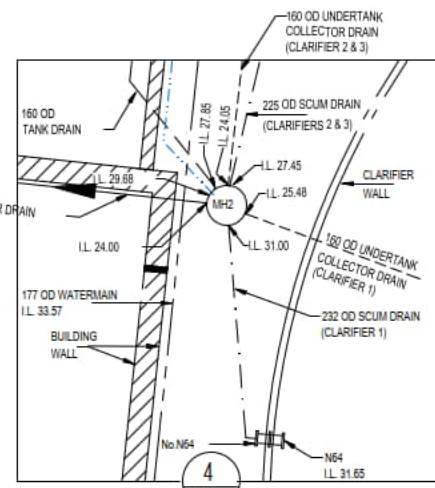 160 OD UNDERTANK
COLLECTOR DRAIN
(CLARIFIER 2 & 3)
160 OD
TANK DRAIN
I.L. 27.85
I.L. 24.05
225 OD SCUM DRAIN
(CLARIFIERS 2 & 3)
I.L. 27.45
I.L. 25.48
CLARIFIER
WALL
I.L. 29.68
MH2
DRAIN
I.L. 24.00
I.L. 31.00
160 OD UNDERTANK
COLLECTOR DRAIN
(CLARIFIER 1)
177 OD WATERMAIN
I.L. 33.57
232 OD SCUM DRAIN
(CLARIFIER 1)
BUILDING
WALL
No.N64
N64
I.L. 31.65
4